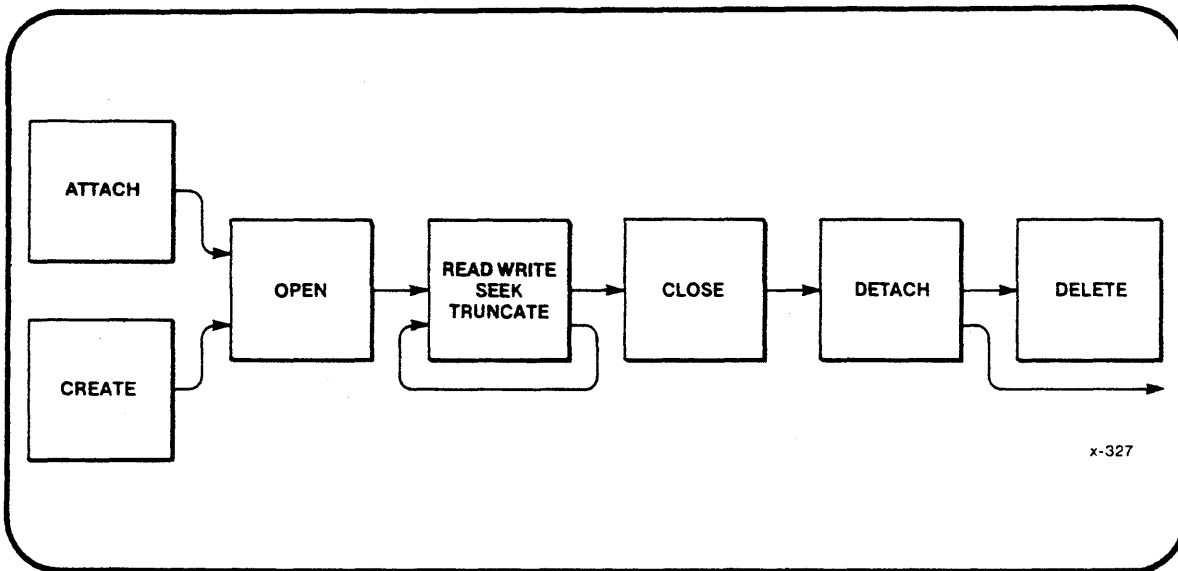 ATTACH
CREATE
OPEN
READ WRITE
SEEK
TRUNCATE
CLOSE
DETACH
DELETE
x-327